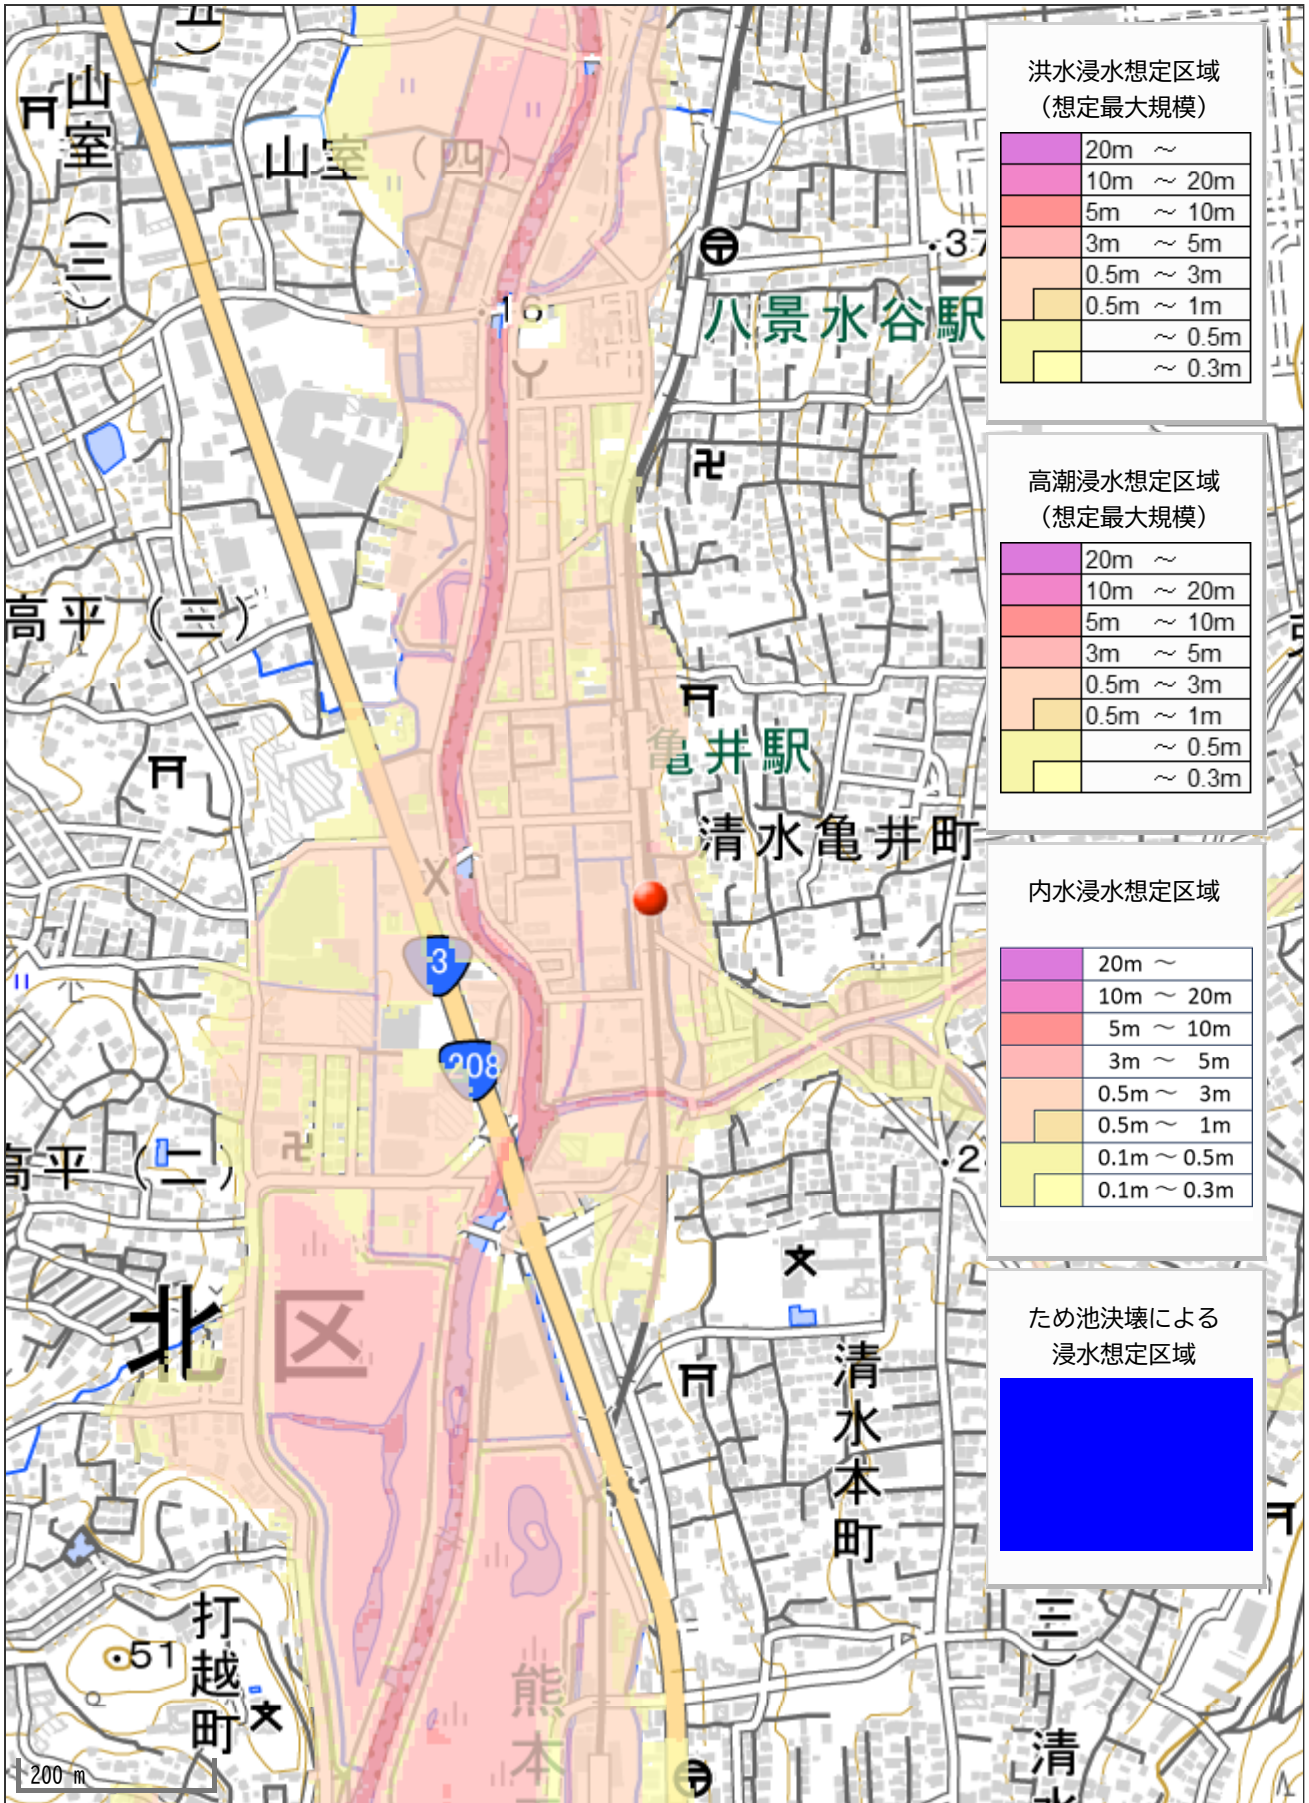 洪水浸水想定区域
（想定最大規模）
20m ～
10m ～ 20m
5m ～ 10m
3m ～ 5m
0.5m ～ 3m
0.5m ～ 1m
～ 0.5m
～ 0.3m
高潮浸水想定区域
（想定最大規模）
20m ～
10m ～ 20m
5m ～ 10m
3m ～ 5m
0.5m ～ 3m
0.5m ～ 1m
～ 0.5m
～ 0.3m
内水浸水想定区域
20m ～
10m ～ 20m
5m ～ 10m
3m ～ 5m
0.5m ～ 3m
0.5m ～ 1m
0.1m ～ 0.5m
0.1m ～ 0.3m
ため池決壊による
浸水想定区域
山室（三）
山室（四）
16
・37
八景水谷駅
高平（三）
亀井駅
清水亀井町
3
208
高平（二）
北区
清水本町
・51
打越町
熊本
三）
清水
200 m